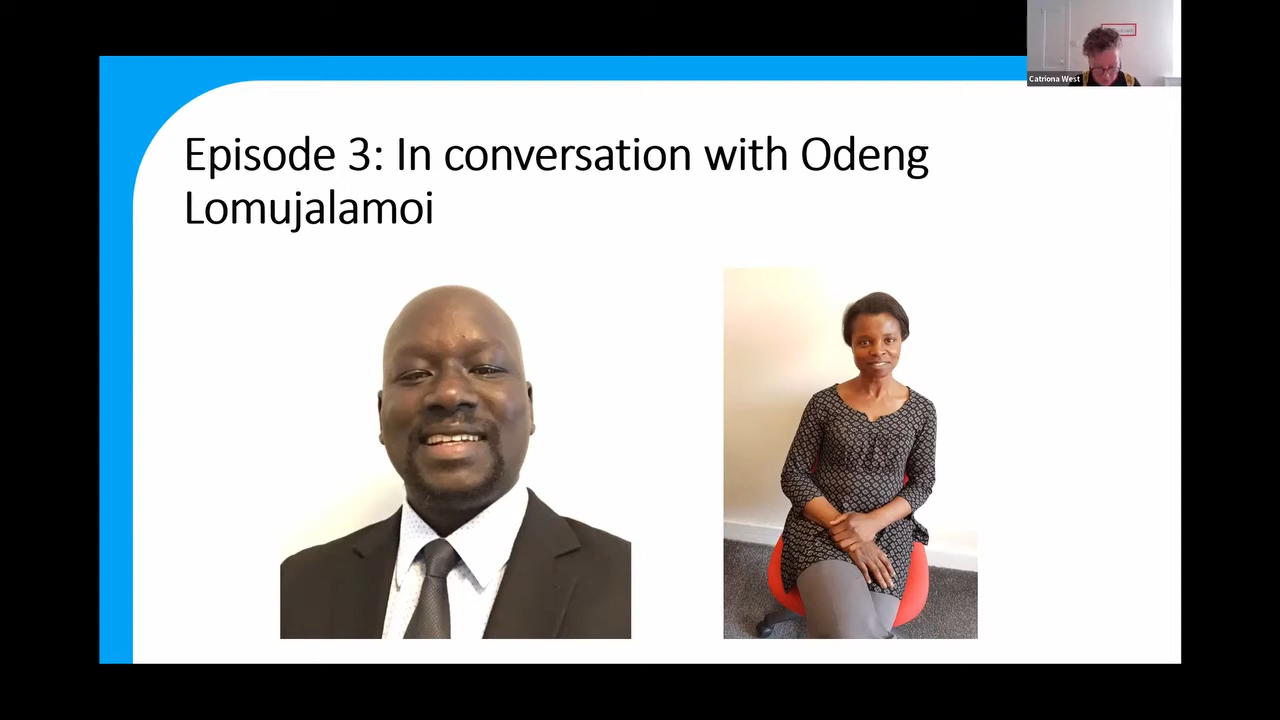 Episode 3: In conversation with Odeng
Lomujalamoi
Catriona West